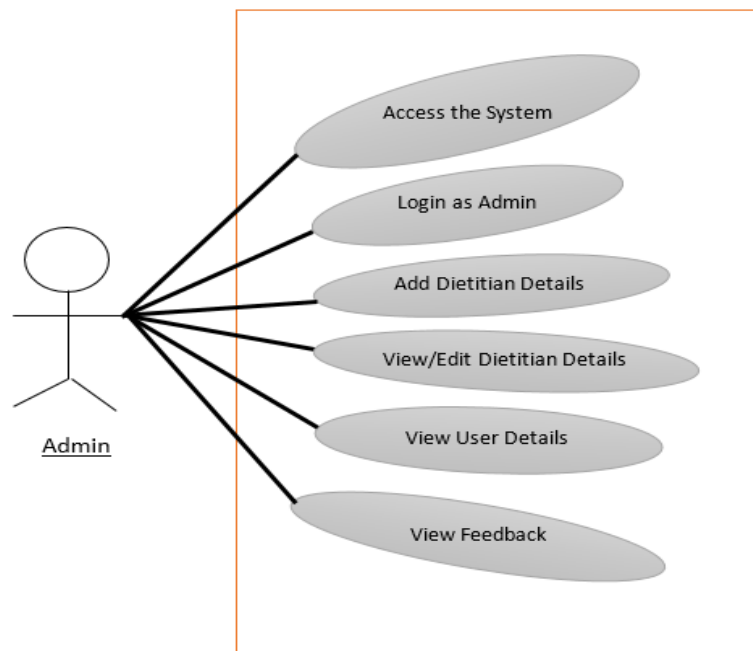 Access the System
Login as Admin
Add Dietitian Details
View/Edit Dietitian Details
View User Details
View Feedback
Admin